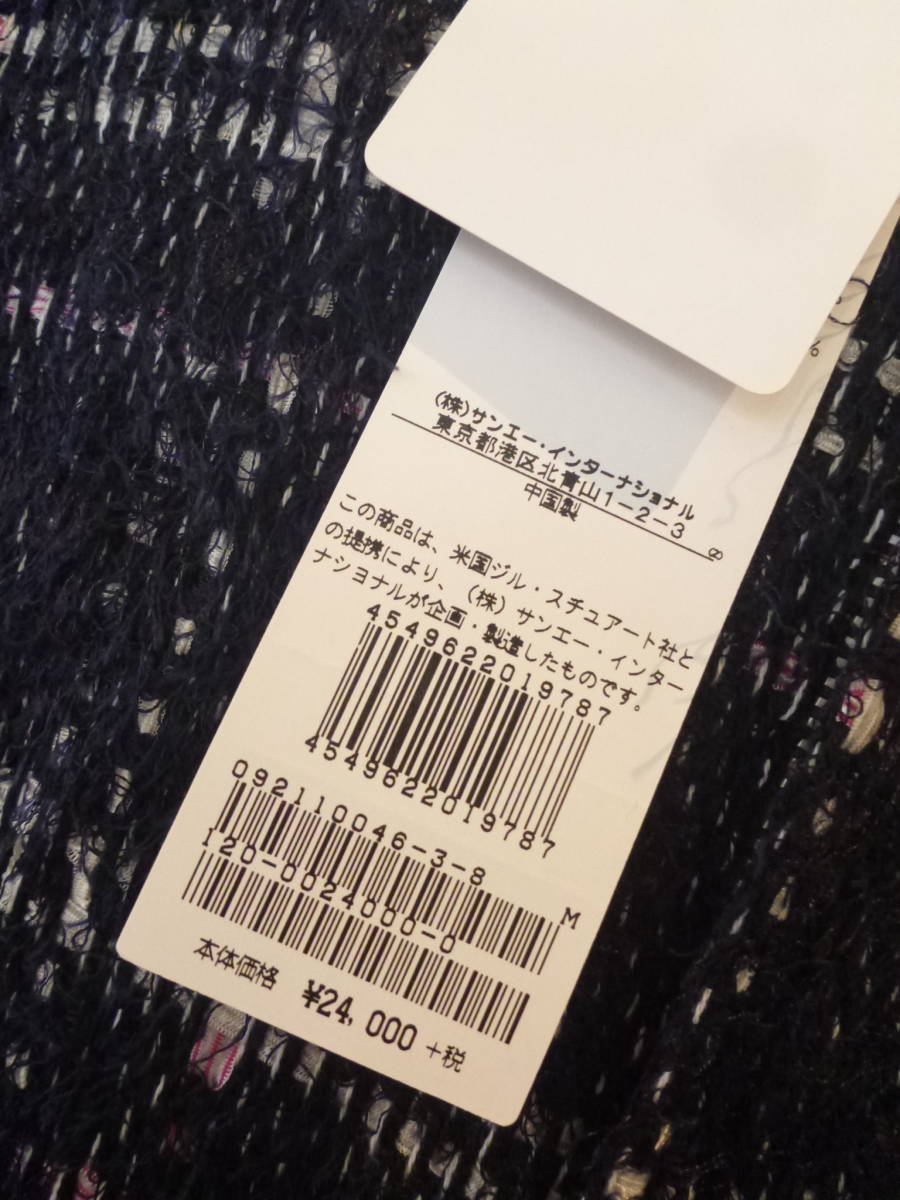 %
(株)サンエー・インターナショナル
東京都港区北青山1-2-3
中国製
この商品は、米国ジル・スチュアート社と
の提携により、(株)サンエー・インター
ナショナルが企画・製造したものです。
4549622019787
4549622019787
092110046-3-8
M
120-0024000-0
本体価格 ¥24,000 +税